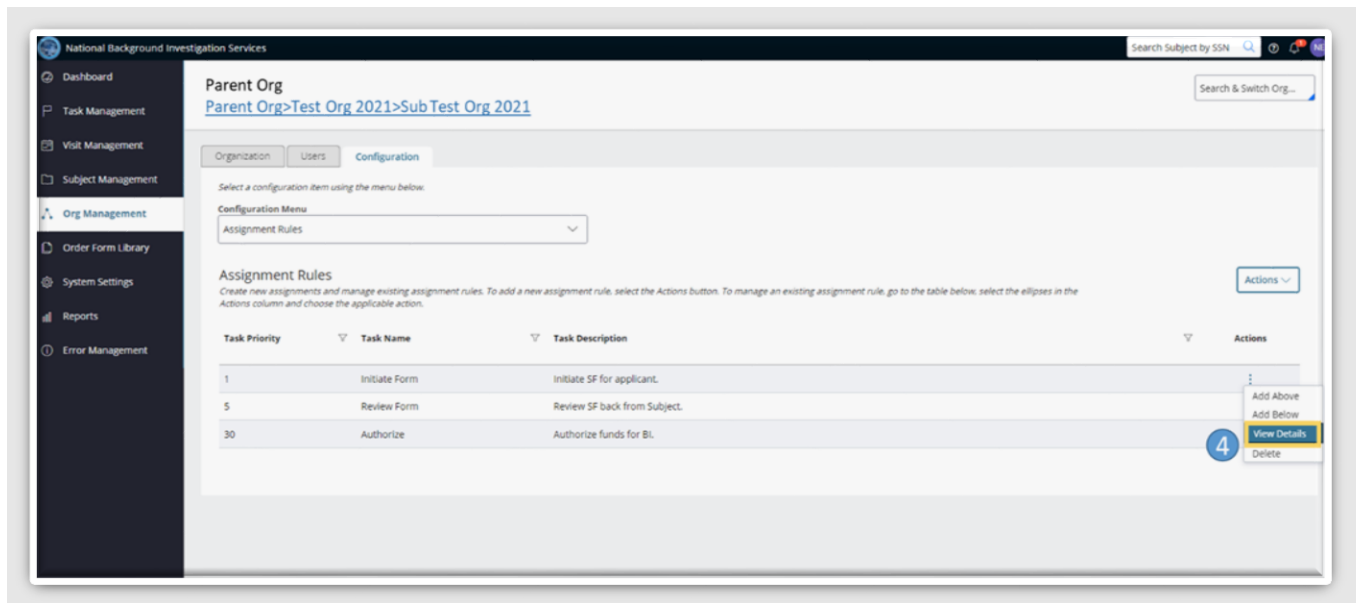 National Background Investigation Services
Search Subject by SSN
Dashboard
Task Management
Visit Management
Subject Management
Org Management
Order Form Library
System Settings
Reports
Error Management
Parent Org
Parent Org>Test Org 2021>Sub Test Org 2021
Search & Switch Org...
Organization Users Configuration
Select a configuration item using the menu below.
Configuration Menu
Assignment Rules
Assignment Rules
Create new assignments and manage existing assignment rules. To add a new assignment rule, select the Actions button. To manage an existing assignment rule, go to the table below, select the ellipses in the
Actions column and choose the applicable action.
Actions
Task Priority Task Name Task Description Actions
1 Initiate Form Initiate SF for applicant.
5 Review Form Review SF back from Subject.
30 Authorize Authorize funds for BI.
Add Above
Add Below
4 View Details
Delete